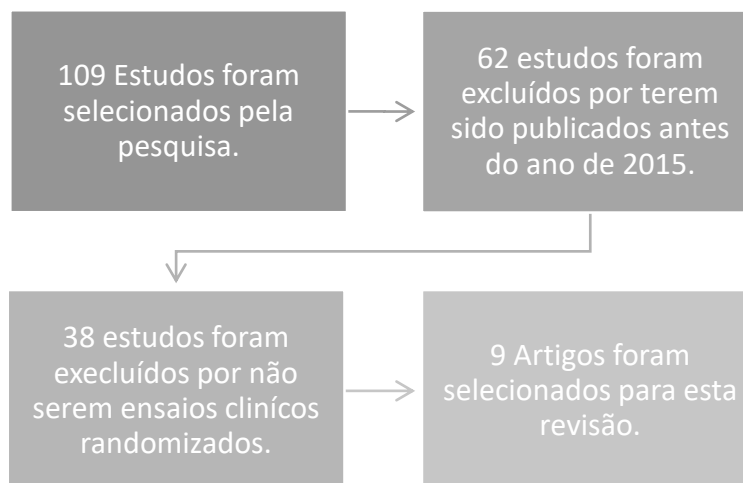 109 Estudos foram
selecionados pela
pesquisa.
62 estudos foram
excluídos por terem
sido publicados antes
do ano de 2015.
38 estudos foram
execluídos por não
serem ensaios clinícos
randomizados.
9 Artigos foram
selecionados para esta
revisão.